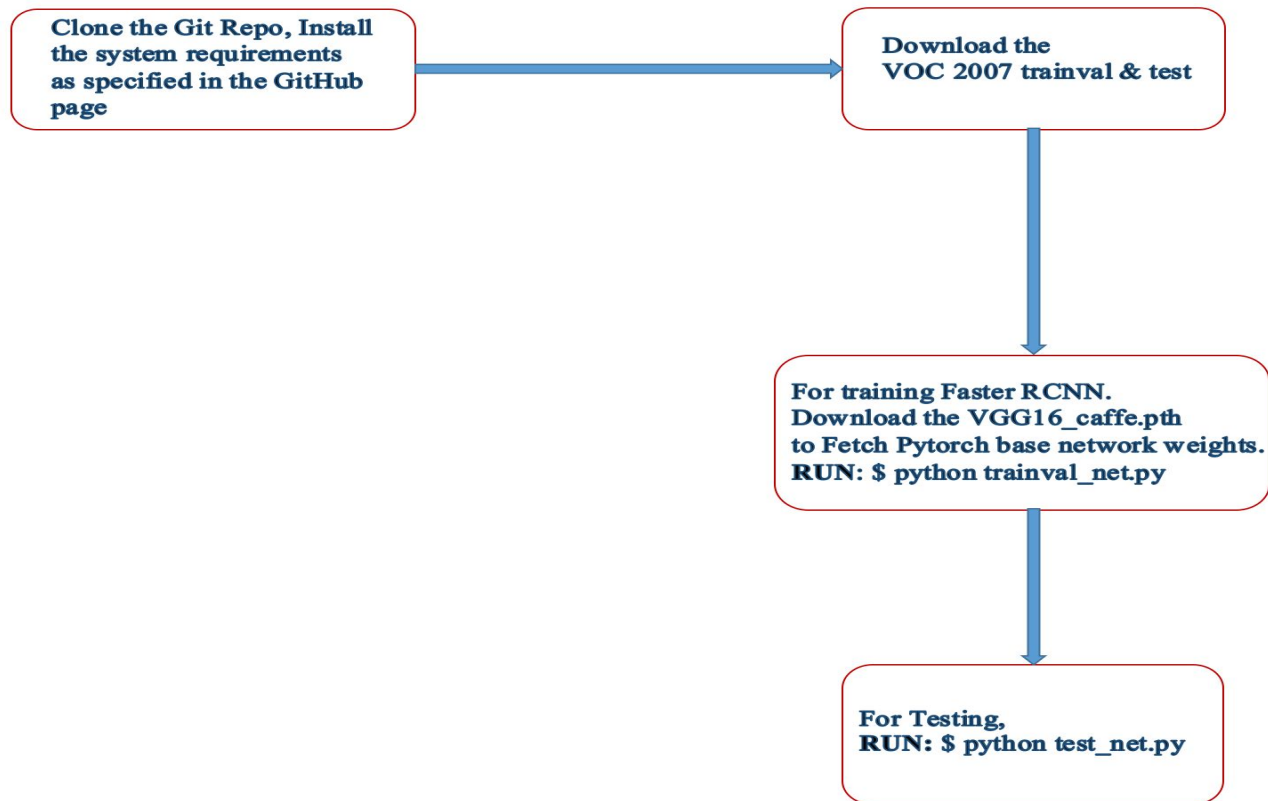 Clone the Git Repo, Install
the system requirements
as specified in the GitHub
page
Download the
VOC 2007 trainval & test
For training Faster RCNN.
Download the VGG16_caffe.pth
to Fetch Pytorch base network weights.
RUN: $ python trainval_net.py
For Testing,
RUN: $ python test_net.py